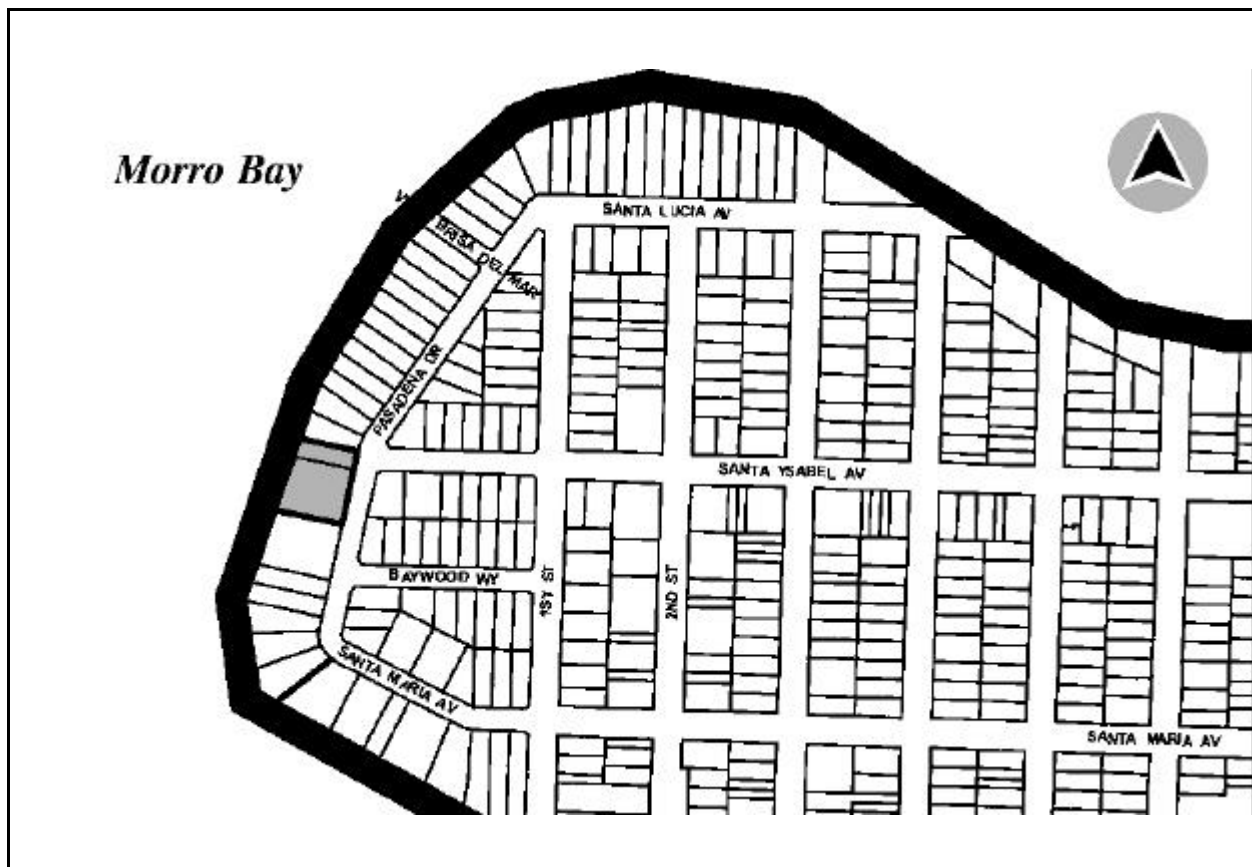 Morro Bay
SANTA LUCIA AV
BRISA DEL MAR
PASADENA DR
SANTA YSABEL AV
BAYWOOD WY
1SY ST
2ND ST
SANTA MARIA AV
SANTA MARIA AV